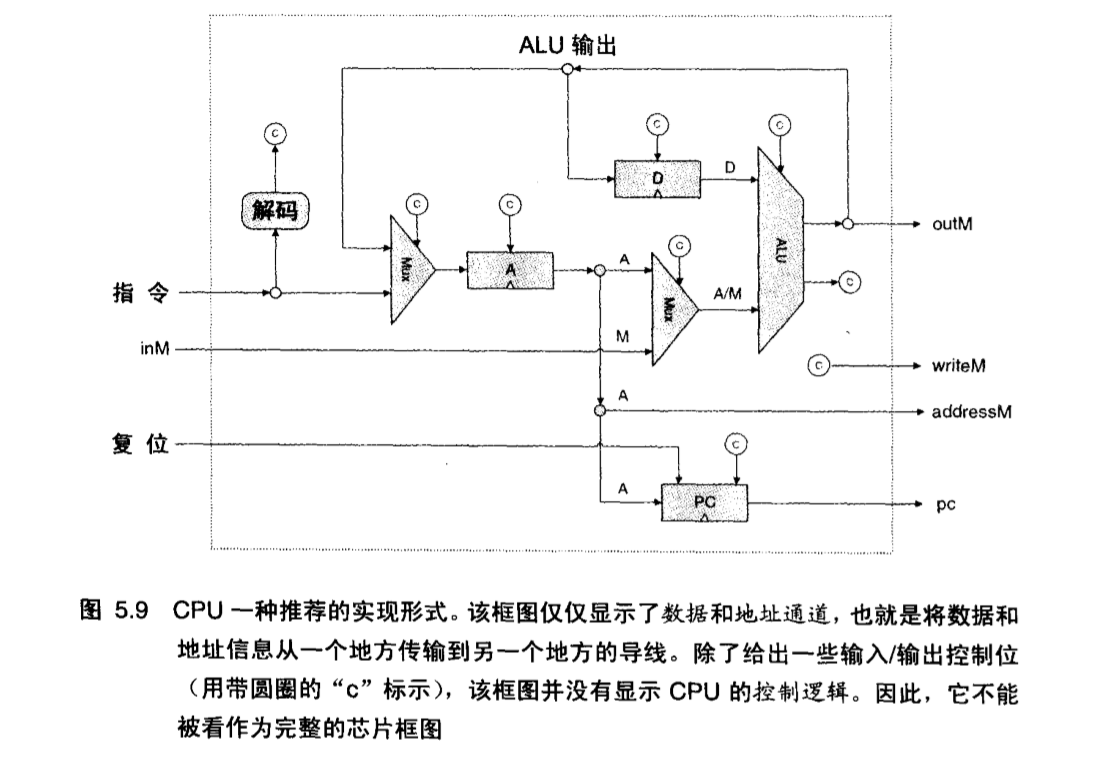 ALU 输出
c
c
c
D
D
解码
c
c
c
outM
Mux
A
A
ALU
指令
Mux
A/M
c
inM
M
c
writeM
A
addressM
复位
c
A
PC
pc
图 5.9 CPU 一种推荐的实现形式。该框图仅仅显示了数据和地址通道，也就是将数据和
地址信息从一个地方传输到另一个地方的导线。除了给出一些输入/输出控制位
（用带圆圈的“c”标示），该框图并没有显示 CPU 的控制逻辑。因此，它不能
被看作为完整的芯片框图